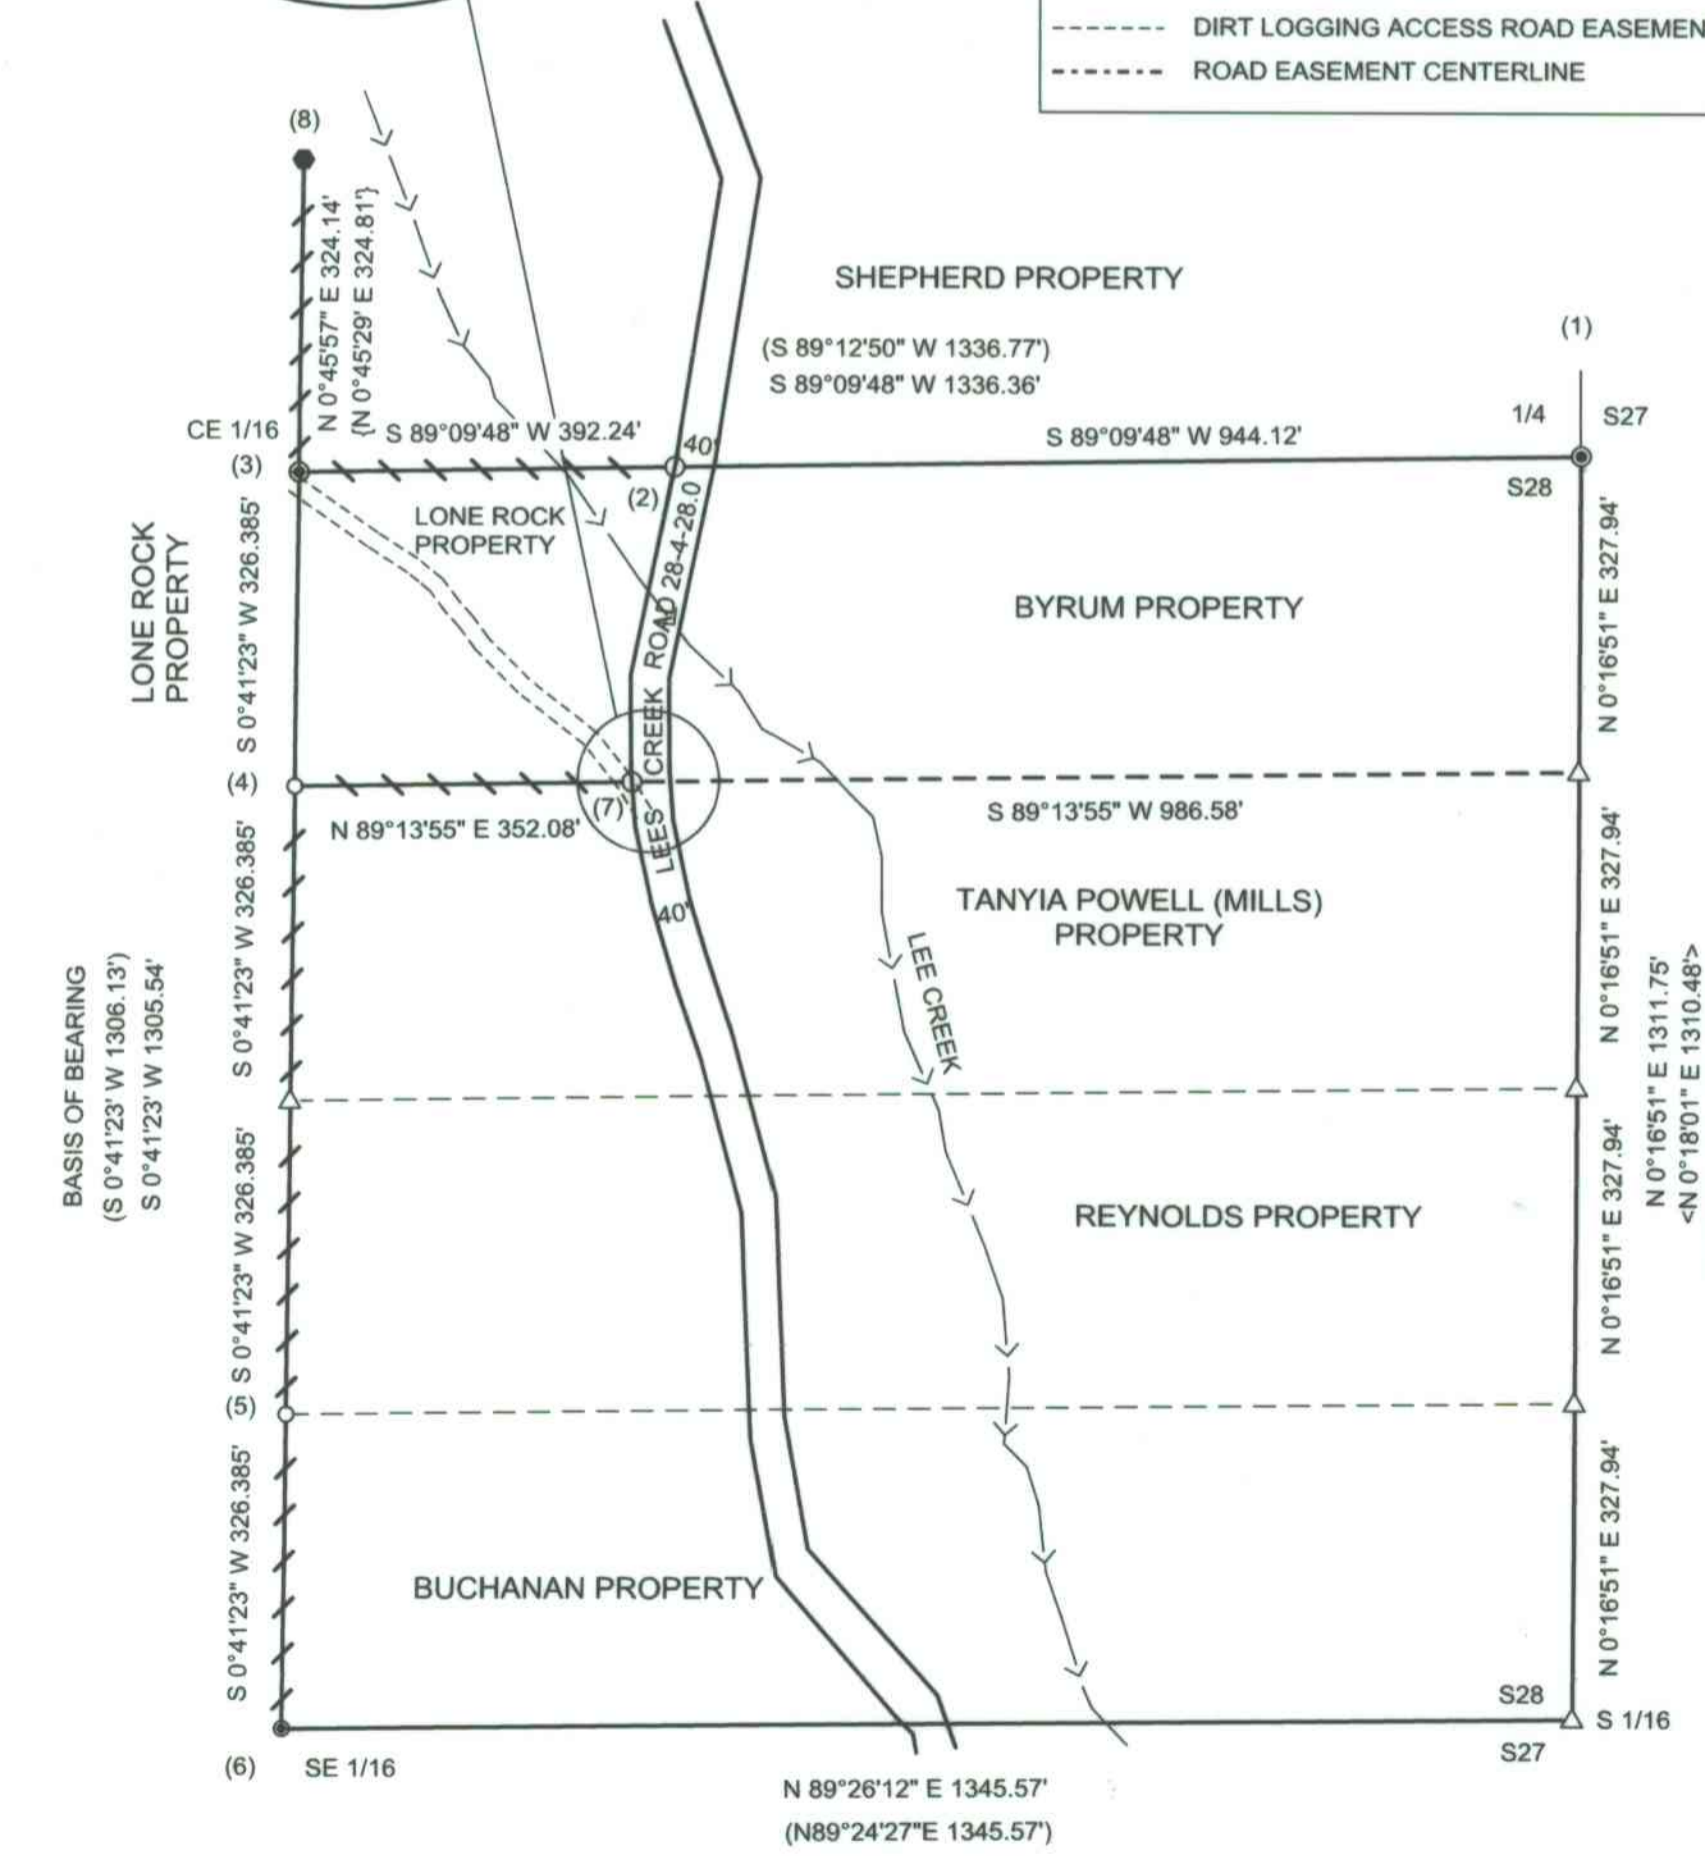 DIRT LOGGING ACCESS ROAD EASEMEN
ROAD EASEMENT CENTERLINE
(8)
N 0°45'57" E 324.14'
{N 0°45'29' E 324.81'}
SHEPHERD PROPERTY
(S 89°12'50" W 1336.77')
S 89°09'48" W 1336.36'
(1)
1/4
S27
CE 1/16
S 89°09'48" W 392.24'
40'
S 89°09'48" W 944.12'
(3)
(2)
S28
LONE ROCK
PROPERTY
LONE ROCK
PROPERTY
S 0°41'23" W 326.385'
LEES CREEK ROAD 28-4-28.0
BYRUM PROPERTY
N 0°16'51" E 327.94'
(4)
(7)
N 89°13'55" E 352.08'
S 89°13'55" W 986.58'
40'
S 0°41'23" W 326.385'
TANYIA POWELL (MILLS)
PROPERTY
N 0°16'51" E 327.94'
LEE CREEK
BASIS OF BEARING
(S 0°41'23' W 1306.13')
S 0°41'23' W 1305.54'
N 0°16'51" E 1311.75'
<N 0°18'01" E 1310.48'>
S 0°41'23" W 326.385'
REYNOLDS PROPERTY
N 0°16'51" E 327.94'
(5)
S 0°41'23" W 326.385'
BUCHANAN PROPERTY
N 0°16'51" E 327.94'
S28
S 1/16
S27
(6)
SE 1/16
N 89°26'12" E 1345.57'
(N89°24'27"E 1345.57')